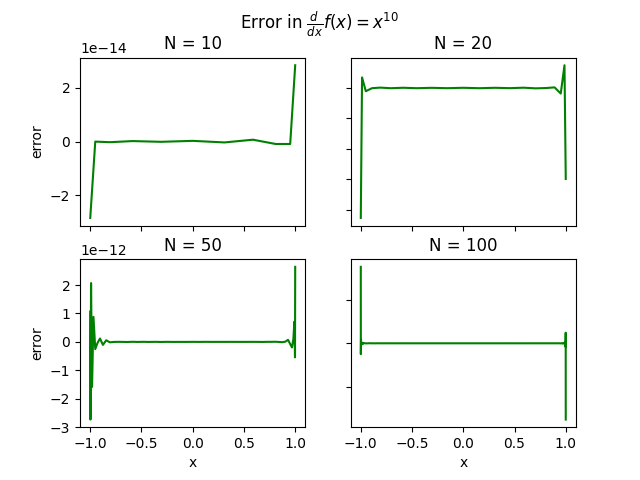 Error in $\frac{d}{dx}f(x) = x^{10}$
N = 10
N = 20
1e−14
error
2
0
−2
N = 50
N = 100
1e−12
error
2
1
0
−1
−2
−3
−1.0 −0.5 0.0 0.5 1.0
−1.0 −0.5 0.0 0.5 1.0
x
x